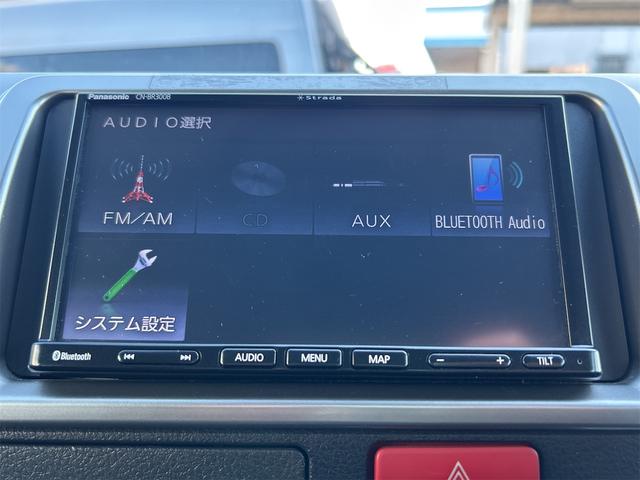 Panasonic CN-BR300B
Strada
AUDIO選択
FM/AM CD AUX BLUETOOTH Audio
システム設定
Bluetooth AUDIO MENU MAP − + TILT